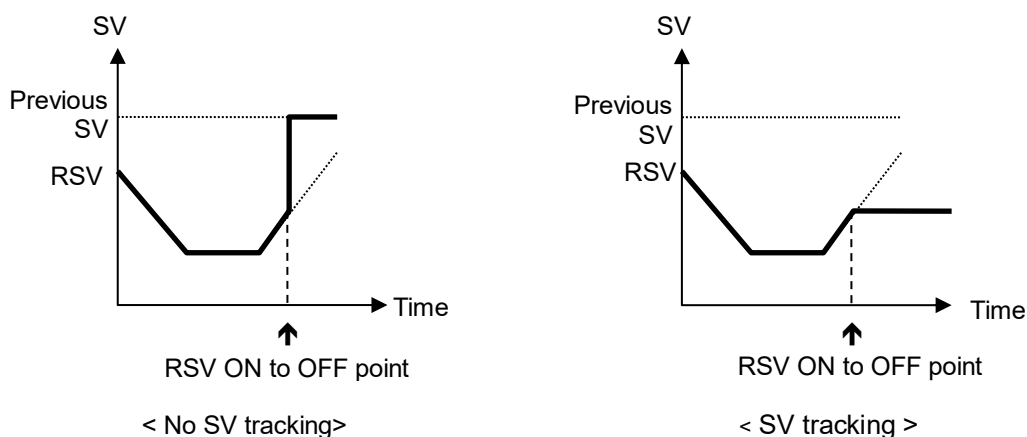 SV
Previous
SV
RSV
Time
RSV ON to OFF point
< No SV tracking>
SV
Previous
SV
RSV
Time
RSV ON to OFF point
< SV tracking >